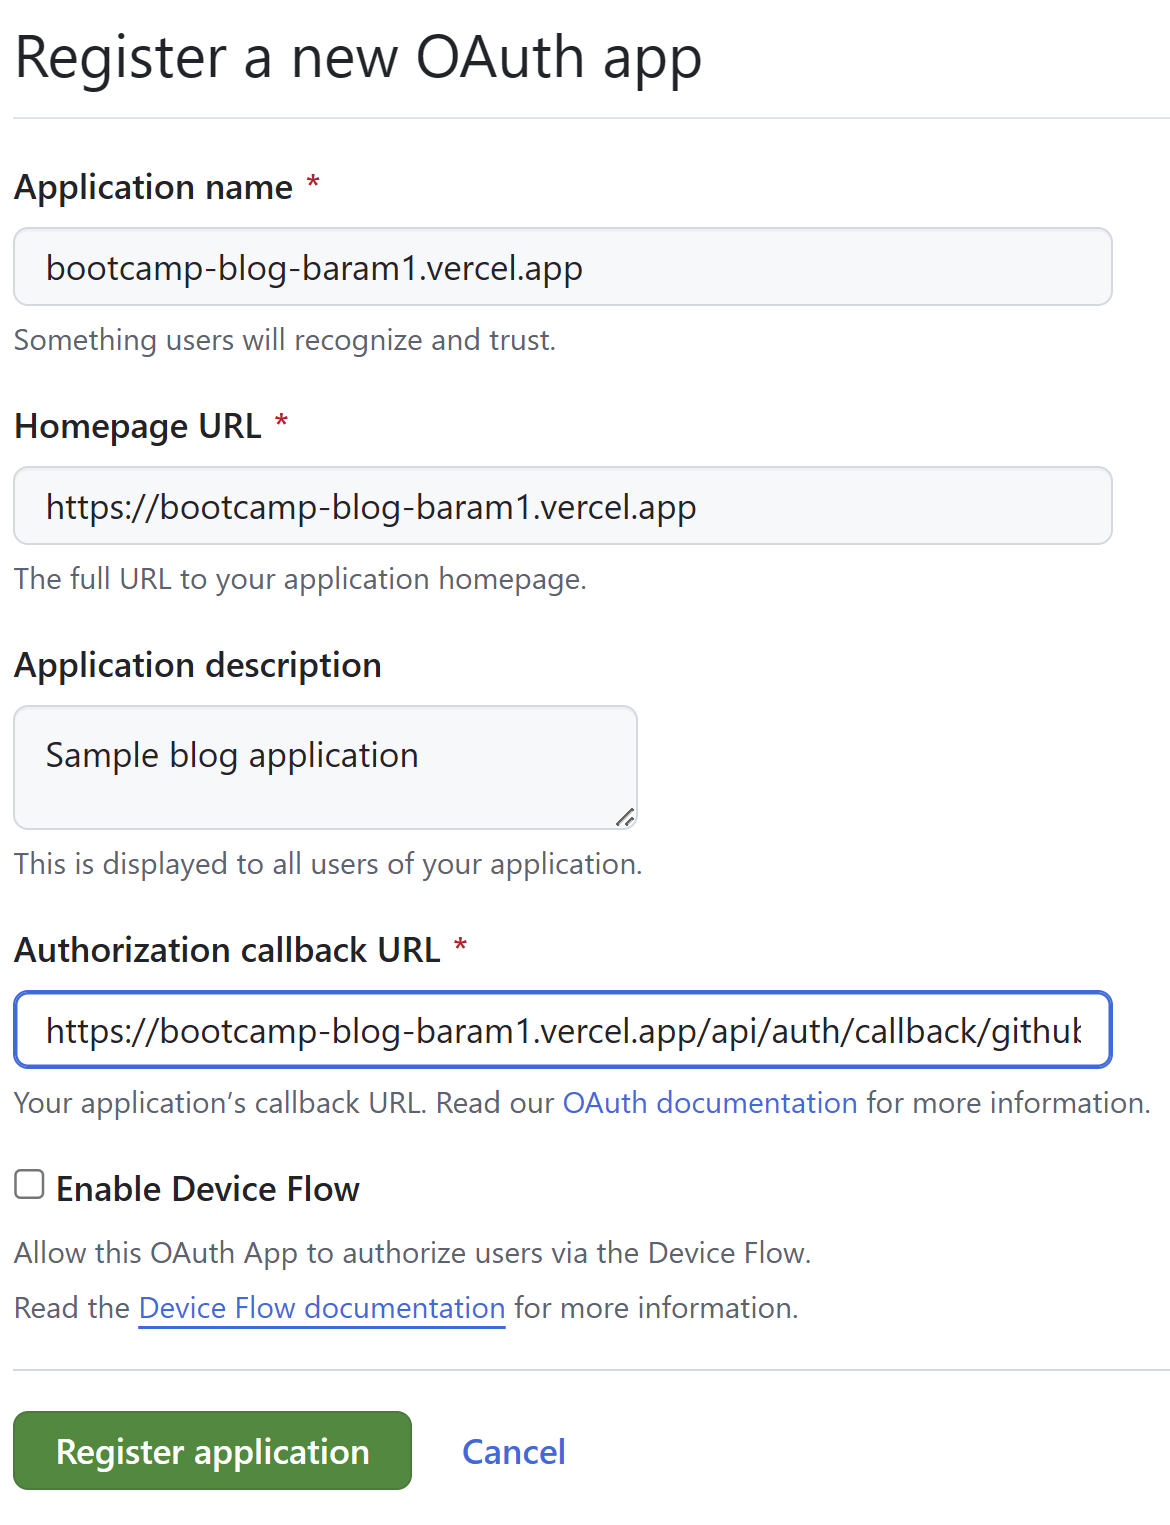 Register a new OAuth app
Application name *
bootcamp-blog-baram1.vercel.app
Something users will recognize and trust.
Homepage URL *
https://bootcamp-blog-baram1.vercel.app
The full URL to your application homepage.
Application description
Sample blog application
This is displayed to all users of your application.
Authorization callback URL *
https://bootcamp-blog-baram1.vercel.app/api/auth/callback/github
Your application’s callback URL. Read our OAuth documentation for more information.
Enable Device Flow
Allow this OAuth App to authorize users via the Device Flow.
Read the Device Flow documentation for more information.
Register application
Cancel